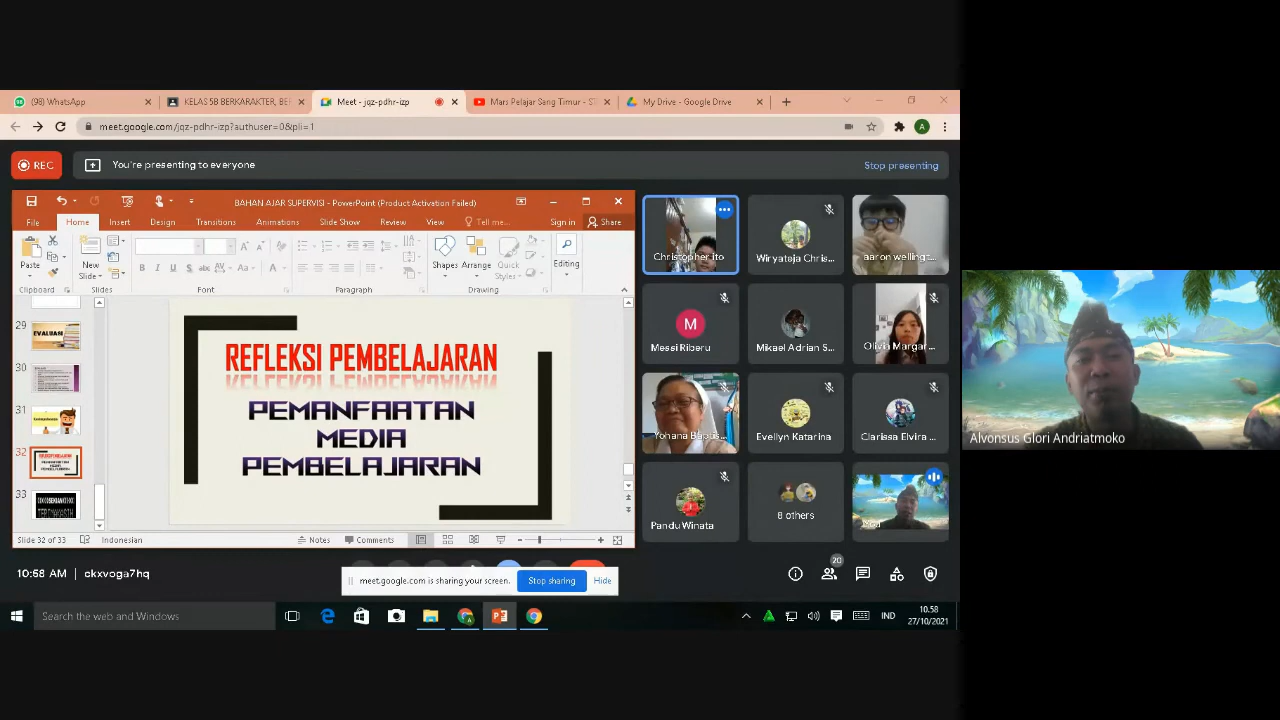 (98) WhatsApp
KELAS 5B BERKARAKTER, BE
Meet - jqz-pdhr-izp
Mars Pelajar Sang Timur - ST
My Drive - Google Drive
meet.google.com/jqz-pdhr-izp?authuser=0&pli=1
A
REC
You're presenting to everyone
Stop presenting
BAHAN AJAR SUPERVISI - PowerPoint (Product Activation Failed)
File
Home
Insert
Design
Transitions
Animations
Slide Show
Review
View
Tell me...
Sign in
Share
Paste
New
Slide
Shapes
Arrange
Quick
Styles
Editing
Clipboard
Slides
Font
Paragraph
Drawing
29
EVALUASI
30
31
32
33
REFLEKSI PEMBELAJARAN
PEMANFAATAN
MEDIA
PEMBELAJARAN
Slide 32 of 33
Indonesian
Notes
Comments
Christopher ito
Wiryateja Chris...
aaron wellingt...
M
Messi Riberu
Mikael Adrian S...
Olivia Margar...
Yohana Baptis...
Evellyn Katarina
Clarissa Elvira ...
Pandu Winata
8 others
Alvonsus Glori Andriatmoko
10:58 AM
ckxvoga7hq
meet.google.com is sharing your screen.
Stop sharing
Hide
20
Search the web and Windows
IND
10.58
27/10/2021